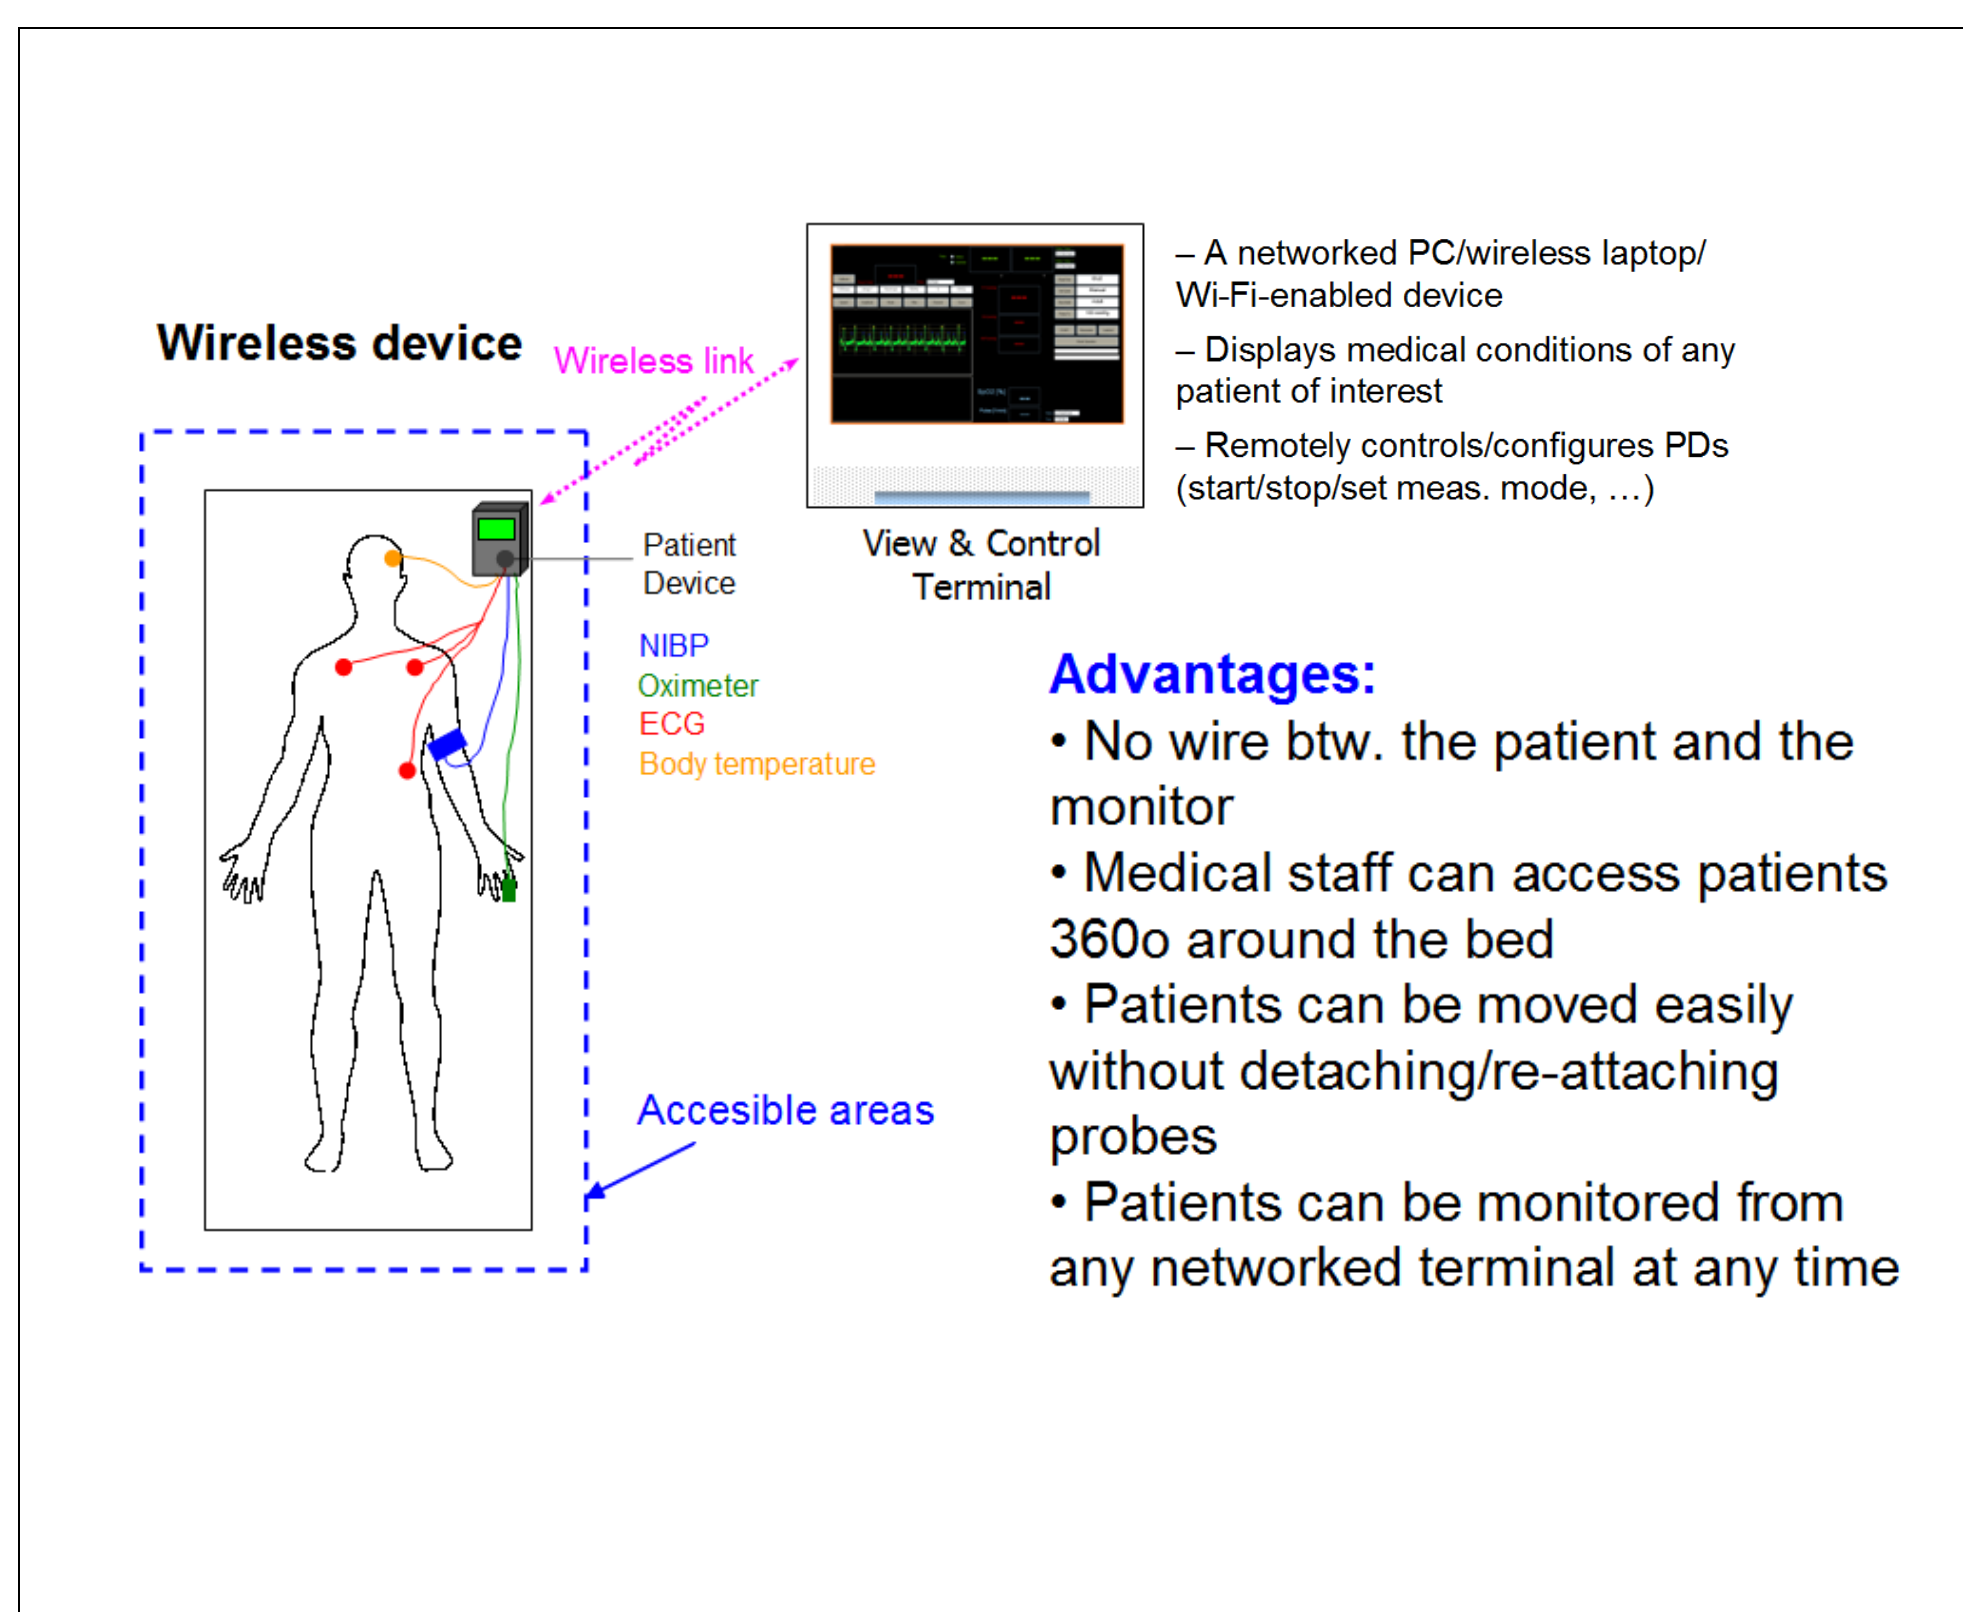 Wireless device
Wireless link
– A networked PC/wireless laptop/
Wi-Fi-enabled device
– Displays medical conditions of any
patient of interest
– Remotely controls/configures PDs
(start/stop/set meas. mode, …)
View & Control
Terminal
Patient
Device
NIBP
Oximeter
ECG
Body temperature
Accesible areas
Advantages:
• No wire btw. the patient and the
monitor
• Medical staff can access patients
360o around the bed
• Patients can be moved easily
without detaching/re-attaching
probes
• Patients can be monitored from
any networked terminal at any time